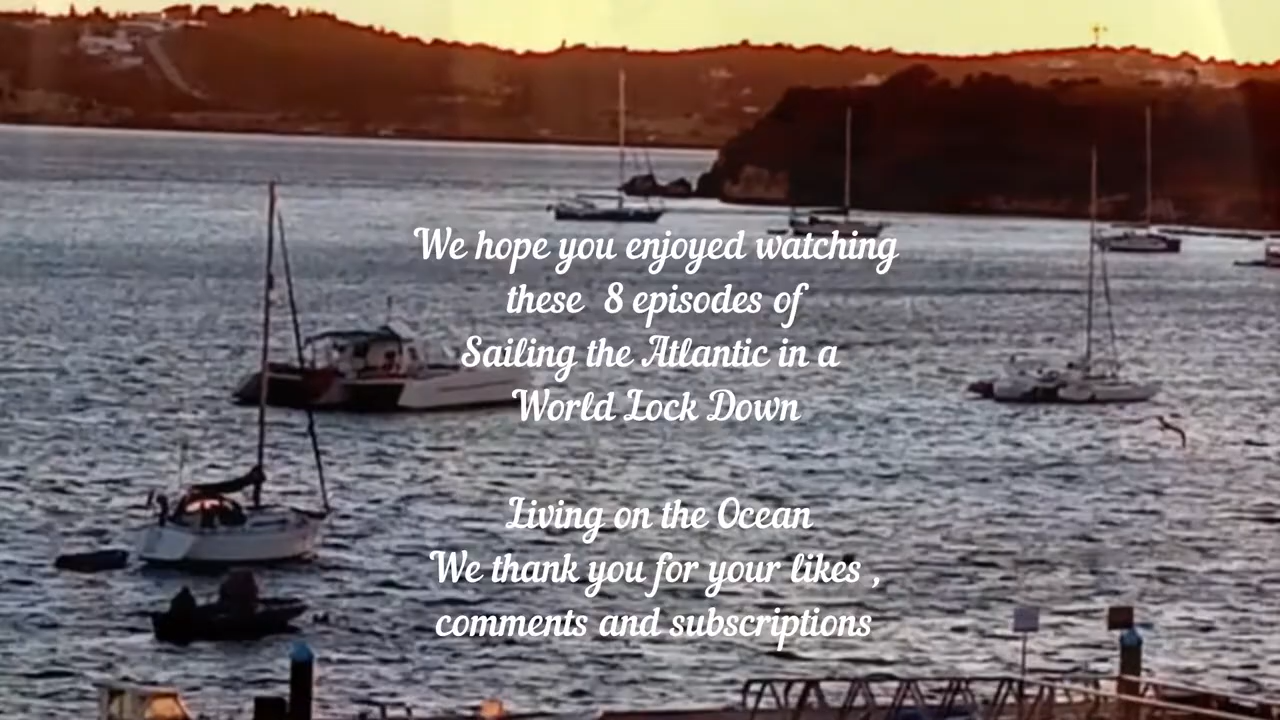 We hope you enjoyed watching
these 8 episodes of
Sailing the Atlantic in a
World Lock Down
Living on the Ocean
We thank you for your likes ,
comments and subscriptions